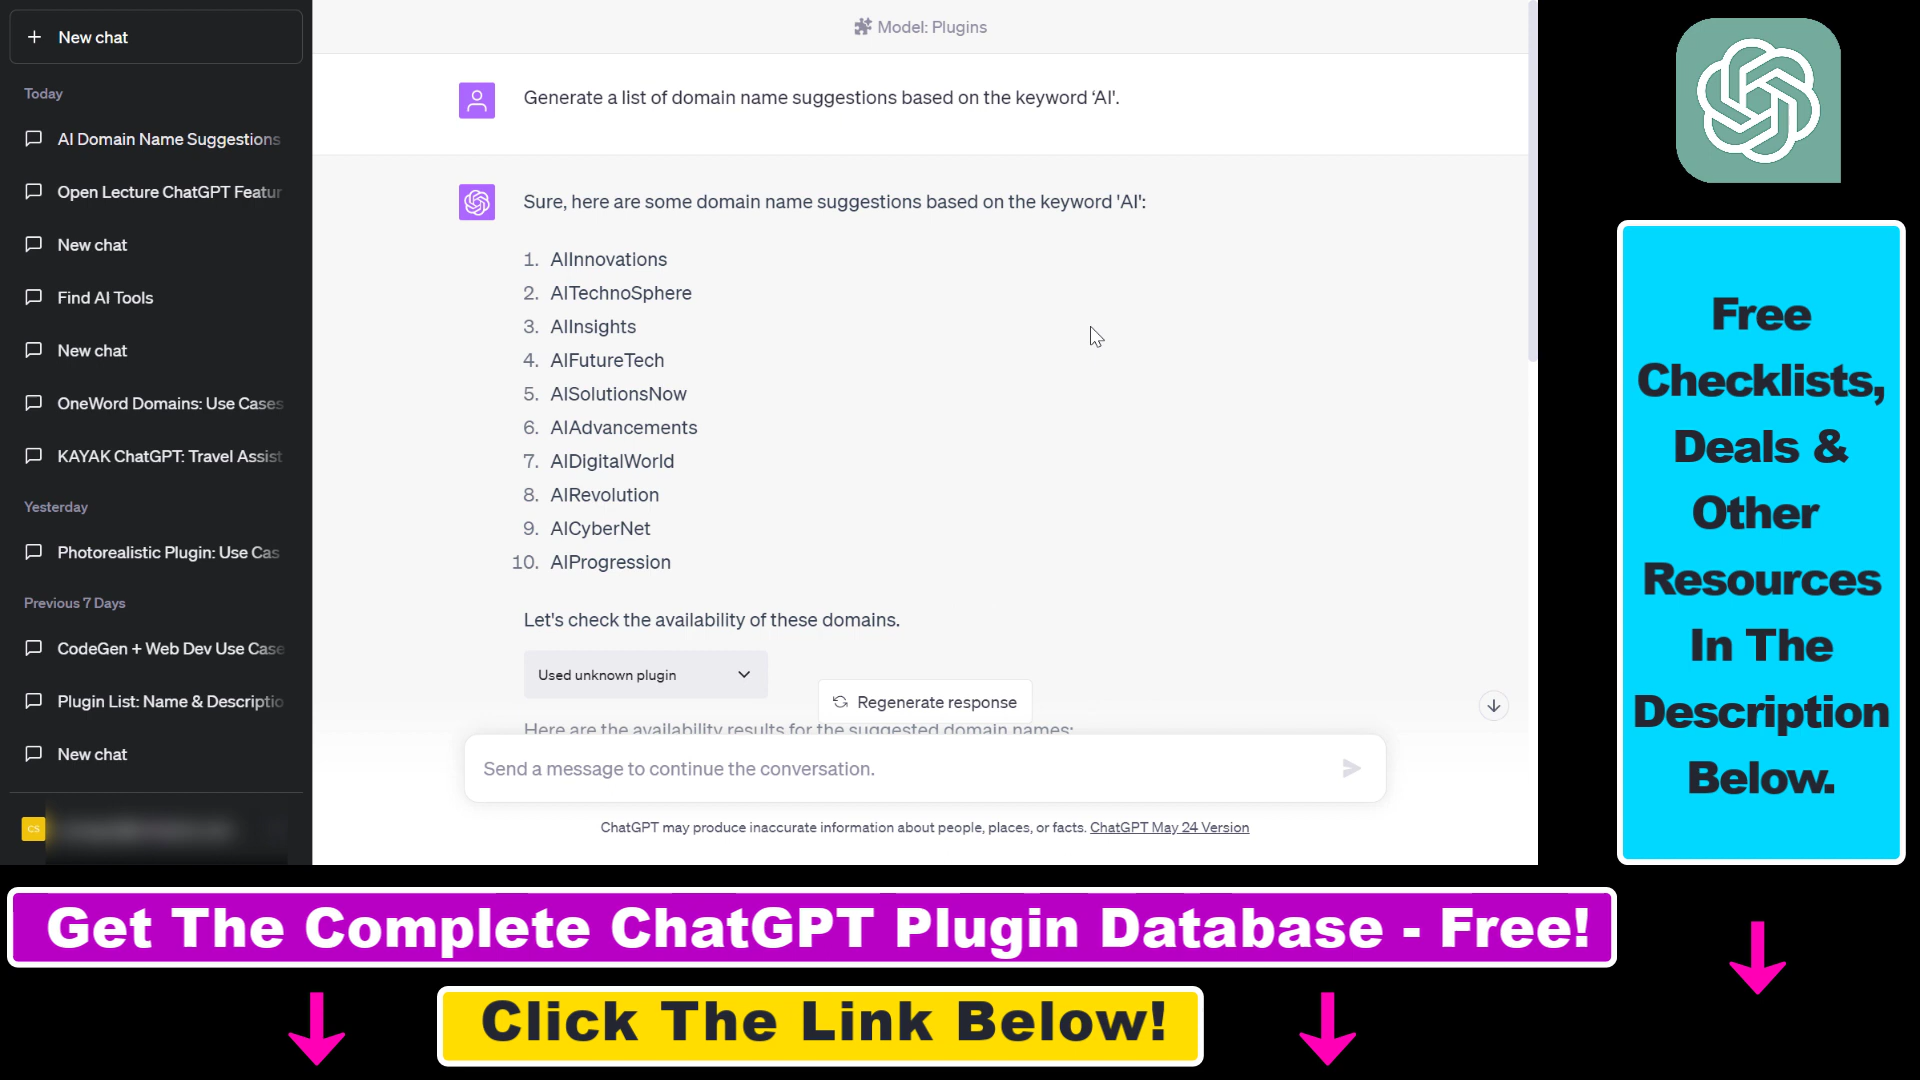 New chat
Today
AI Domain Name Suggestions
Open Lecture ChatGPT Featur
New chat
Find AI Tools
New chat
OneWord Domains: Use Cases
KAYAK ChatGPT: Travel Assist
Yesterday
Photorealistic Plugin: Use Cas
Previous 7 Days
CodeGen + Web Dev Use Case
Plugin List: Name & Descriptio
New chat
CS
Model: Plugins
Generate a list of domain name suggestions based on the keyword ‘AI'.
Sure, here are some domain name suggestions based on the keyword 'AI':
1. AIInnovations
2. AITechnoSphere
3. AIInsights
4. AIFutureTech
5. AISolutionsNow
6. AIAdvancements
7. AIDigitalWorld
8. AIRevolution
9. AICyberNet
10. AIProgression
Let's check the availability of these domains.
Used unknown plugin
Regenerate response
Here are the availability results for the suggested domain names:
Send a message to continue the conversation.
ChatGPT may produce inaccurate information about people, places, or facts. ChatGPT May 24 Version
Free
Checklists,
Deals &
Other
Resources
In The
Description
Below.
Get The Complete ChatGPT Plugin Database - Free!
Click The Link Below!